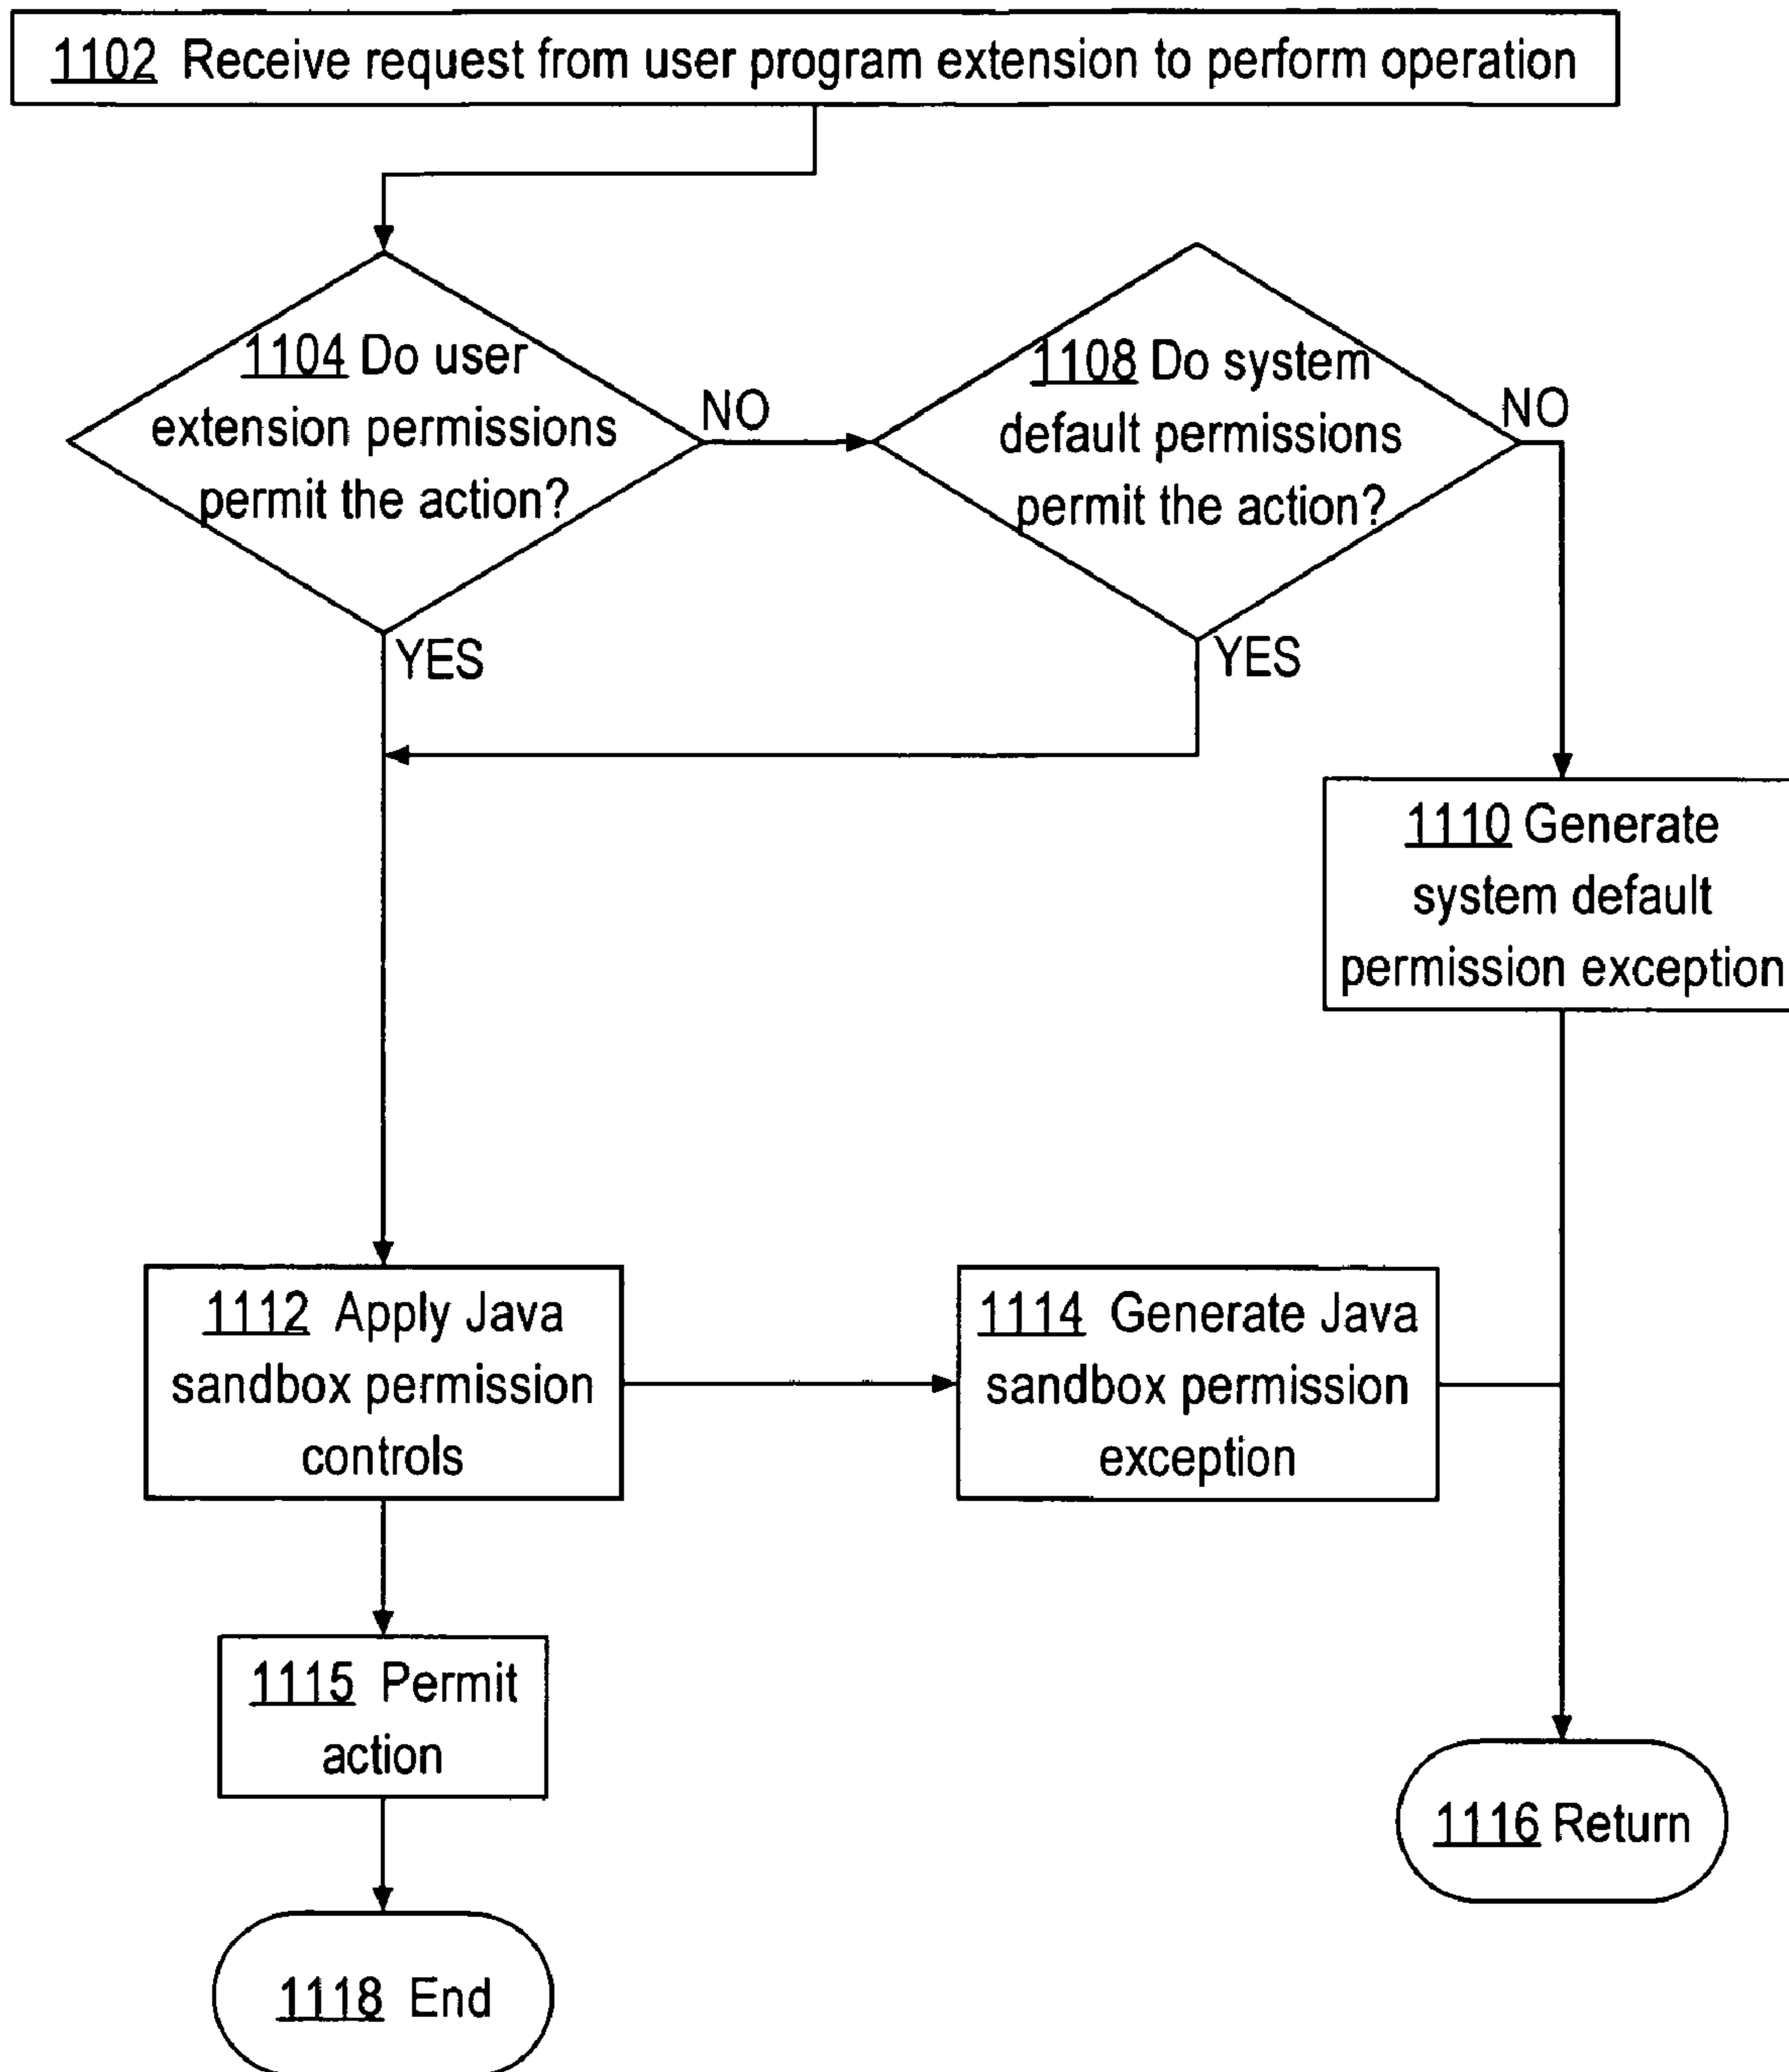 1102 Receive request from user program extension to perform operation
1104 Do user
extension permissions
permit the action?
NO
YES
1108 Do system
default permissions
permit the action?
NO
YES
1110 Generate
system default
permission exception
1112 Apply Java
sandbox permission
controls
1114 Generate Java
sandbox permission
exception
1115 Permit
action
1116 Return
1118 End